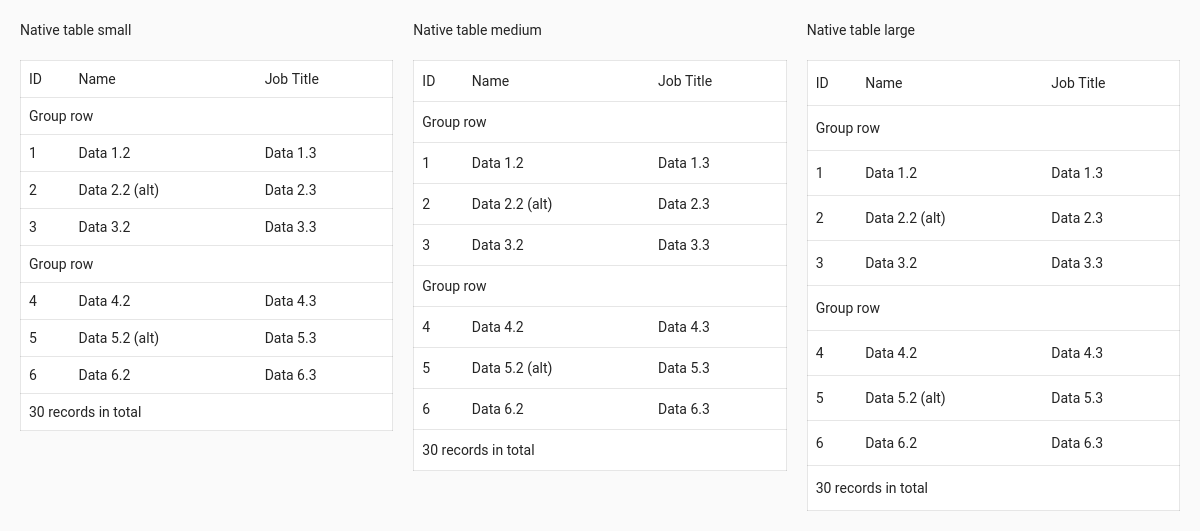 Native table small
ID Name Job Title
Group row
1 Data 1.2 Data 1.3
2 Data 2.2 (alt) Data 2.3
3 Data 3.2 Data 3.3
Group row
4 Data 4.2 Data 4.3
5 Data 5.2 (alt) Data 5.3
6 Data 6.2 Data 6.3
30 records in total
Native table medium
ID Name Job Title
Group row
1 Data 1.2 Data 1.3
2 Data 2.2 (alt) Data 2.3
3 Data 3.2 Data 3.3
Group row
4 Data 4.2 Data 4.3
5 Data 5.2 (alt) Data 5.3
6 Data 6.2 Data 6.3
30 records in total
Native table large
ID Name Job Title
Group row
1 Data 1.2 Data 1.3
2 Data 2.2 (alt) Data 2.3
3 Data 3.2 Data 3.3
Group row
4 Data 4.2 Data 4.3
5 Data 5.2 (alt) Data 5.3
6 Data 6.2 Data 6.3
30 records in total